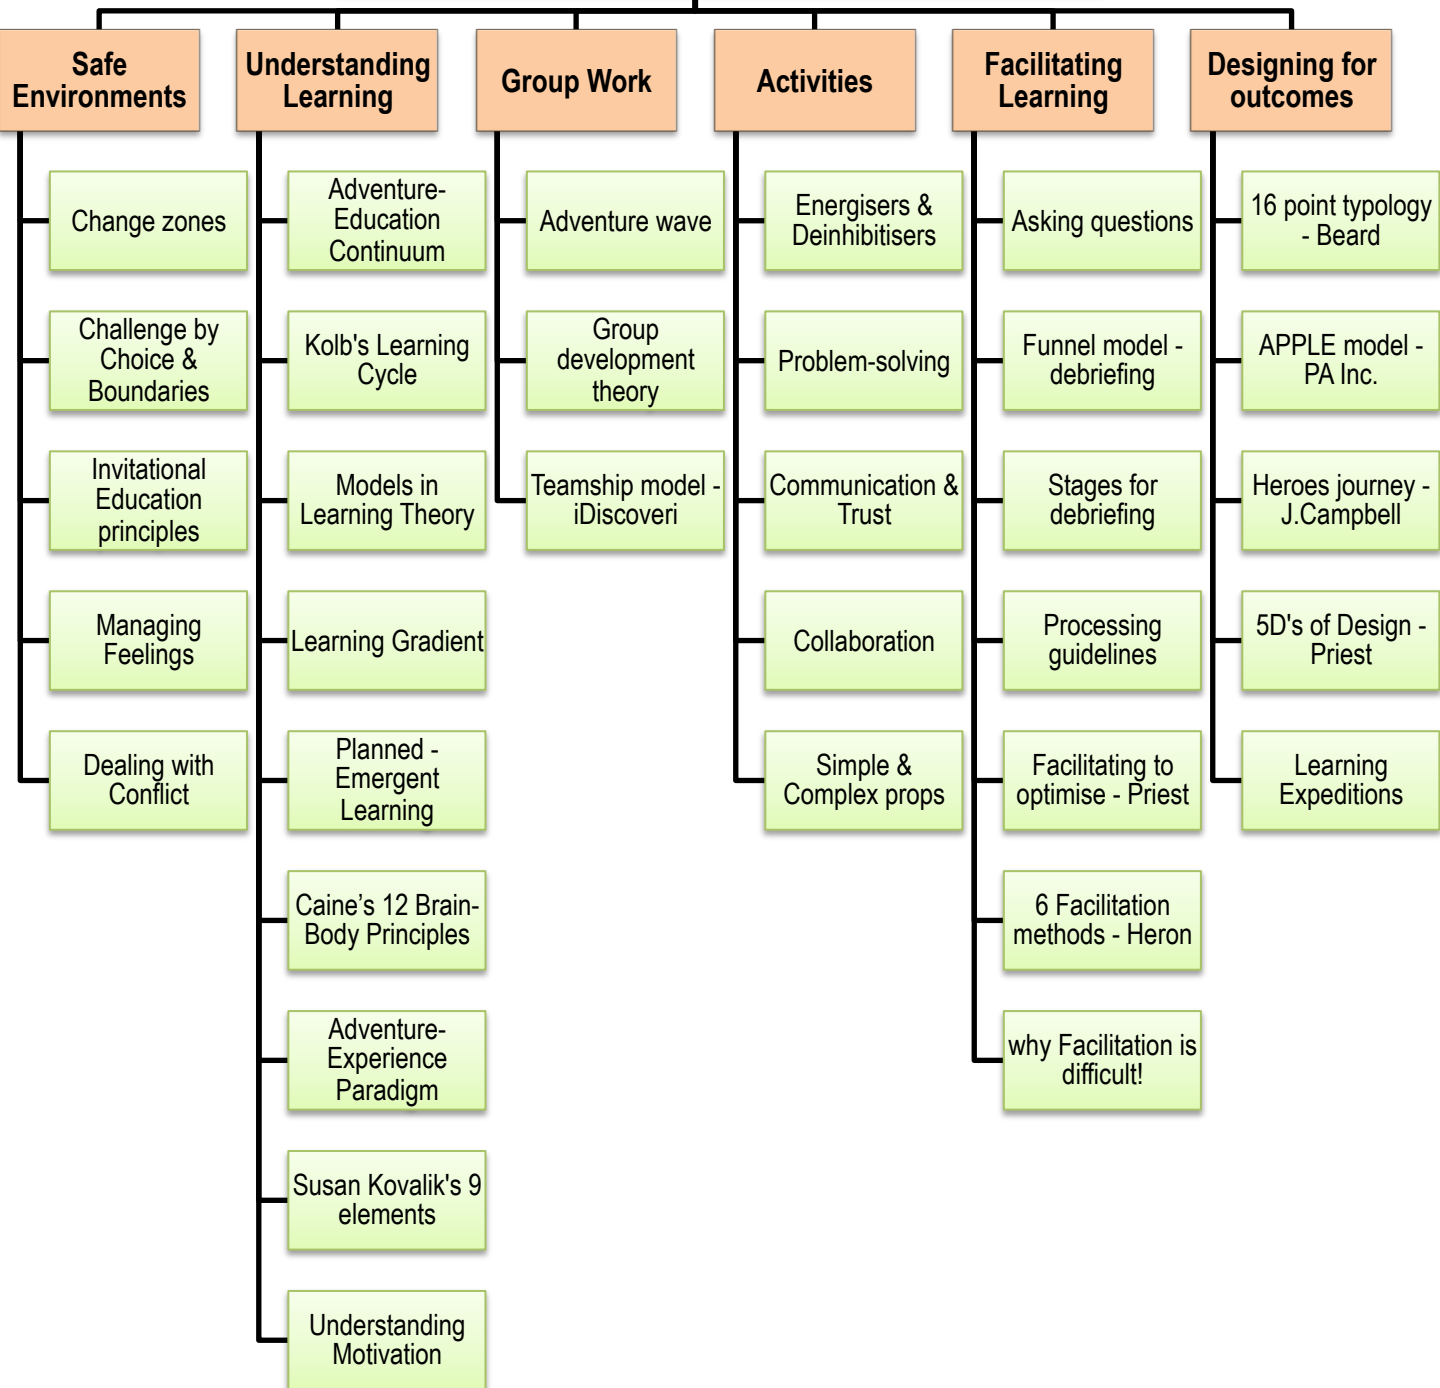 Safe
Environments
Understanding
Learning
Group Work
Activities
Facilitating
Learning
Designing for
outcomes
Change zones
Challenge by
Choice &
Boundaries
Invitational
Education
principles
Managing
Feelings
Dealing with
Conflict
Adventure-
Education
Continuum
Kolb's Learning
Cycle
Models in
Learning Theory
Learning Gradient
Planned -
Emergent
Learning
Caine’s 12 Brain-
Body Principles
Adventure-
Experience
Paradigm
Susan Kovalik's 9
elements
Understanding
Motivation
Adventure wave
Group
development
theory
Teamship model -
iDiscoveri
Energisers &
Deinhibitisers
Problem-solving
Communication &
Trust
Collaboration
Simple &
Complex props
Asking questions
Funnel model -
debriefing
Stages for
debriefing
Processing
guidelines
Facilitating to
optimise - Priest
6 Facilitation
methods - Heron
why Facilitation is
difficult!
16 point typology
- Beard
APPLE model -
PA Inc.
Heroes journey -
J.Campbell
5D's of Design -
Priest
Learning
Expeditions